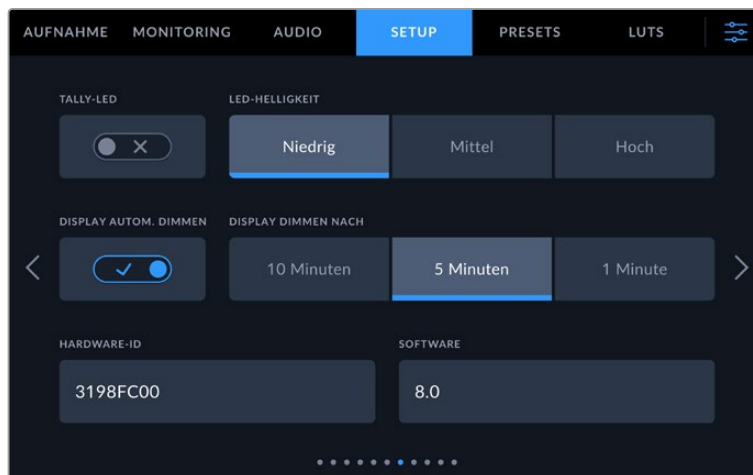 AUFNAHME MONITORING AUDIO SETUP PRESETS LUTS
TALLY-LED LED-HELLIGKEIT
Niedrig Mittel Hoch
DISPLAY AUTOM. DIMMEN DISPLAY DIMMEN NACH
10 Minuten 5 Minuten 1 Minute
HARDWARE-ID SOFTWARE
3198FC00 8.0